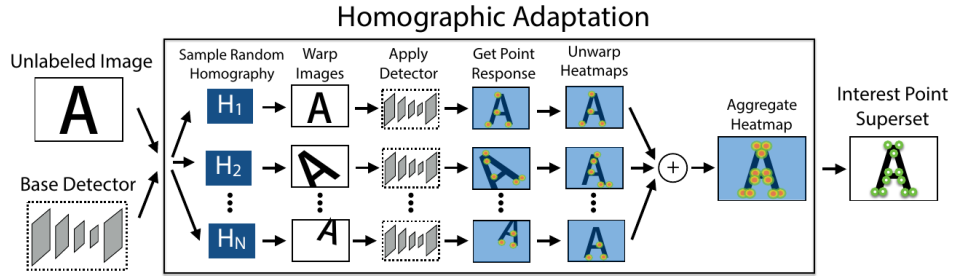 Homographic Adaptation
Unlabeled Image
A
Base Detector
Sample Random
Homography
Warp
Images
Apply
Detector
Get Point
Response
Unwarp
Heatmaps
H1
A
A
A
H2
A
A
A
HN
A
A
A
+
Aggregate
Heatmap
A
Interest Point
Superset
A